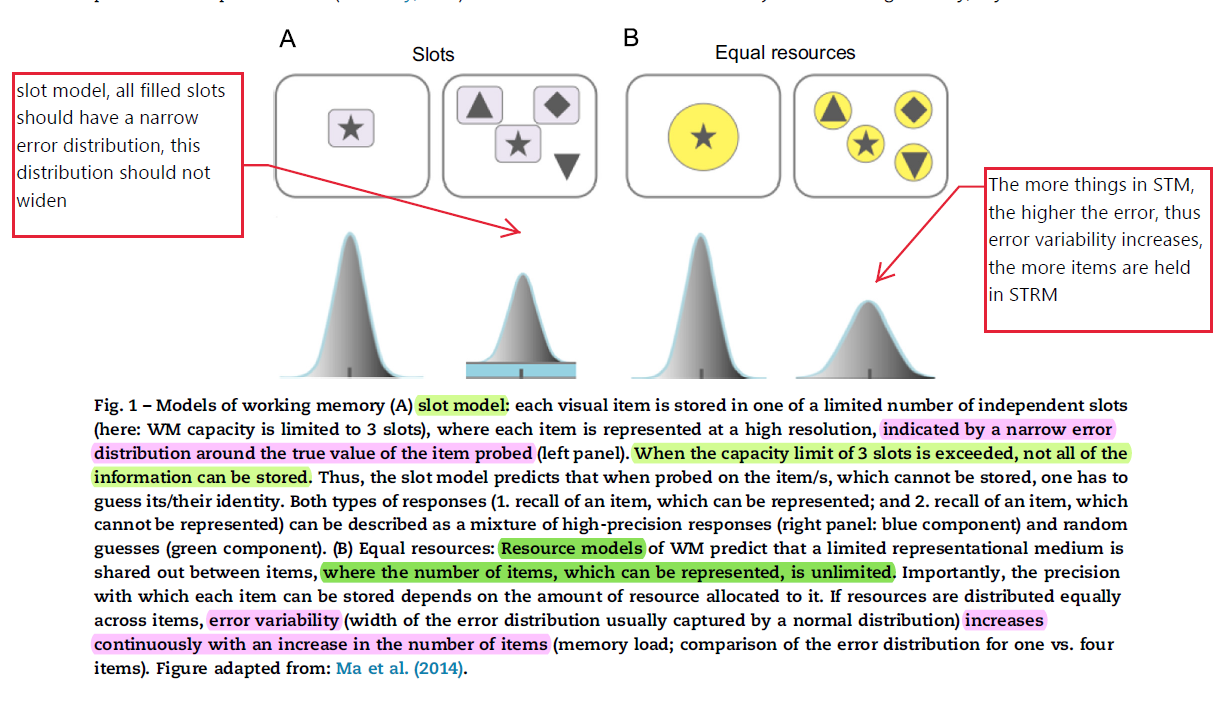 A
Slots
B
Equal resources
slot model, all filled slots
should have a narrow
error distribution, this
distribution should not
widen
The more things in STM,
the higher the error, thus
error variability increases,
the more items are held
in STRM
Fig. 1 – Models of working memory (A) slot model: each visual item is stored in one of a limited number of independent slots
(here: WM capacity is limited to 3 slots), where each item is represented at a high resolution, indicated by a narrow error
distribution around the true value of the item probed (left panel). When the capacity limit of 3 slots is exceeded, not all of the
information can be stored. Thus, the slot model predicts that when probed on the item/s, which cannot be stored, one has to
guess its/their identity. Both types of responses (1. recall of an item, which can be represented; and 2. recall of an item, which
cannot be represented) can be described as a mixture of high-precision responses (right panel: blue component) and random
guesses (green component). (B) Equal resources: Resource models of WM predict that a limited representational medium is
shared out between items, where the number of items, which can be represented, is unlimited. Importantly, the precision
with which each item can be stored depends on the amount of resource allocated to it. If resources are distributed equally
across items, error variability (width of the error distribution usually captured by a normal distribution) increases
continuously with an increase in the number of items (memory load; comparison of the error distribution for one vs. four
items). Figure adapted from: Ma et al. (2014).